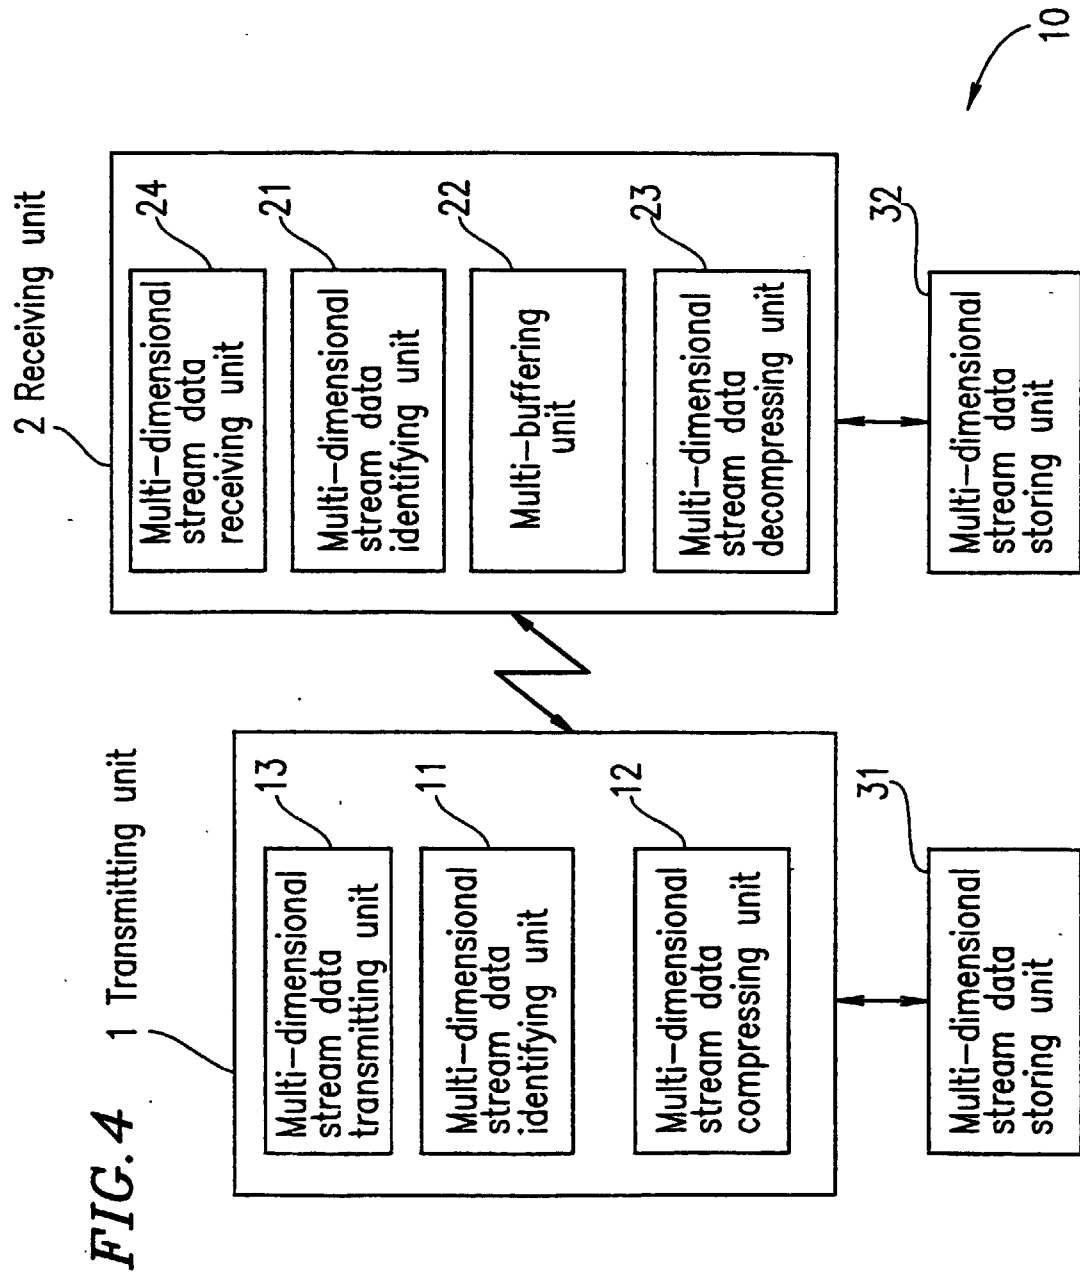 FIG. 4
1 Transmitting unit
13
Multi-dimensional
stream data
transmitting unit
11
Multi-dimensional
stream data
identifying unit
12
Multi-dimensional
stream data
compressing unit
31
Multi-dimensional
stream data
storing unit
2 Receiving unit
24
Multi-dimensional
stream data
receiving unit
21
Multi-dimensional
stream data
identifying unit
22
Multi-buffering
unit
23
Multi-dimensional
stream data
decompressing unit
32
Multi-dimensional
stream data
storing unit
10